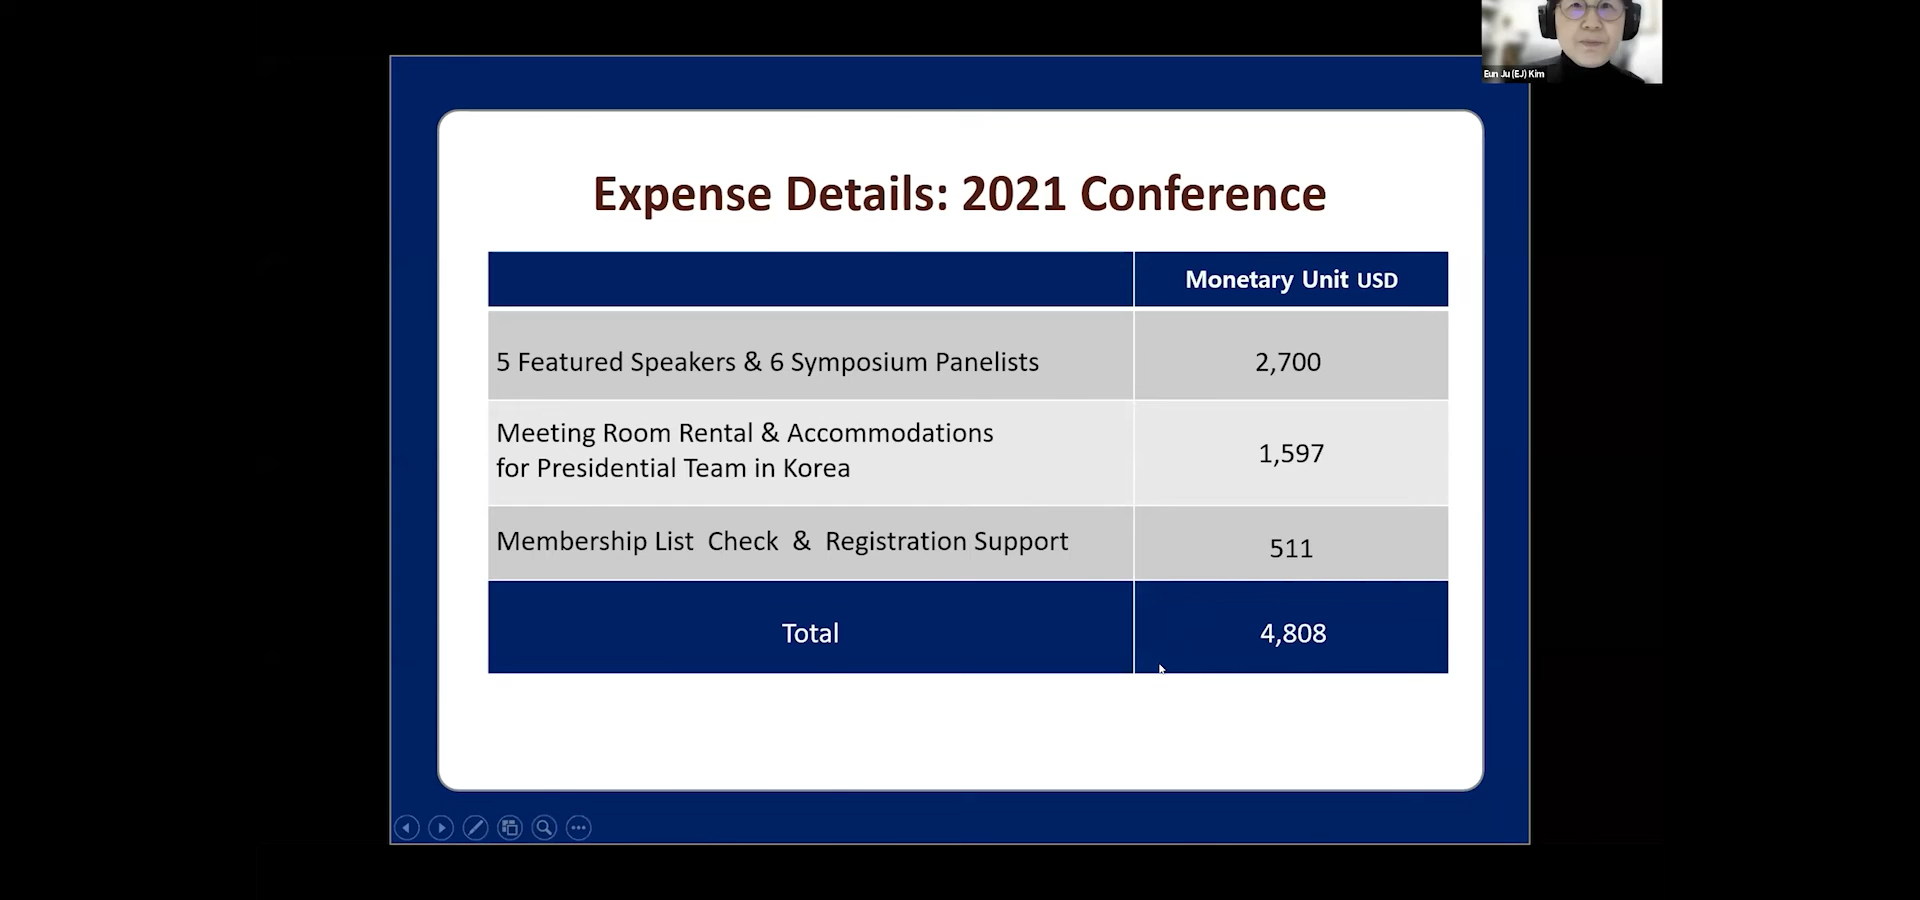 Eun Ju (EJ) Kim
Expense Details: 2021 Conference
Monetary Unit USD
5 Featured Speakers & 6 Symposium Panelists
2,700
Meeting Room Rental & Accommodations
for Presidential Team in Korea
1,597
Membership List Check & Registration Support
511
Total
4,808